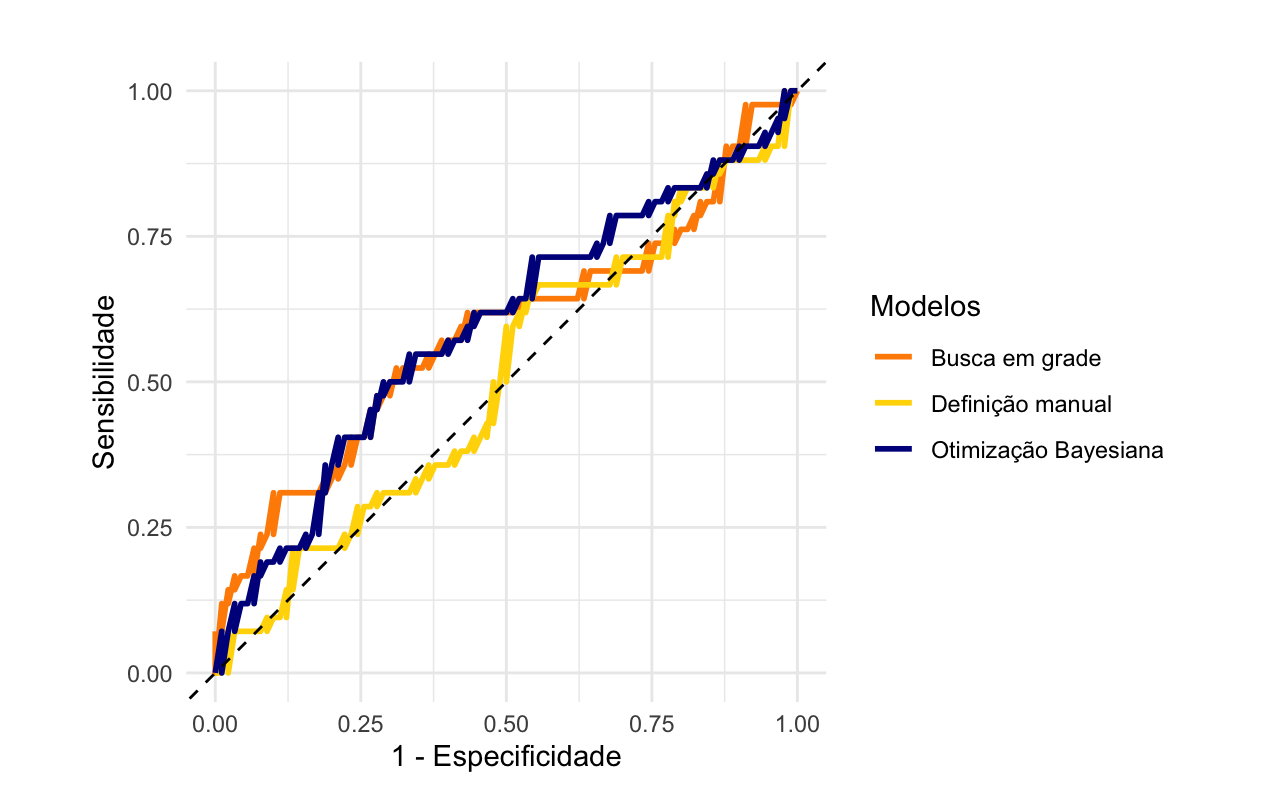 1.00
0.75
0.50
0.25
0.00
Sensibilidade
0.00 0.25 0.50 0.75 1.00
1 - Especificidade
Modelos
Busca em grade
Definição manual
Otimização Bayesiana